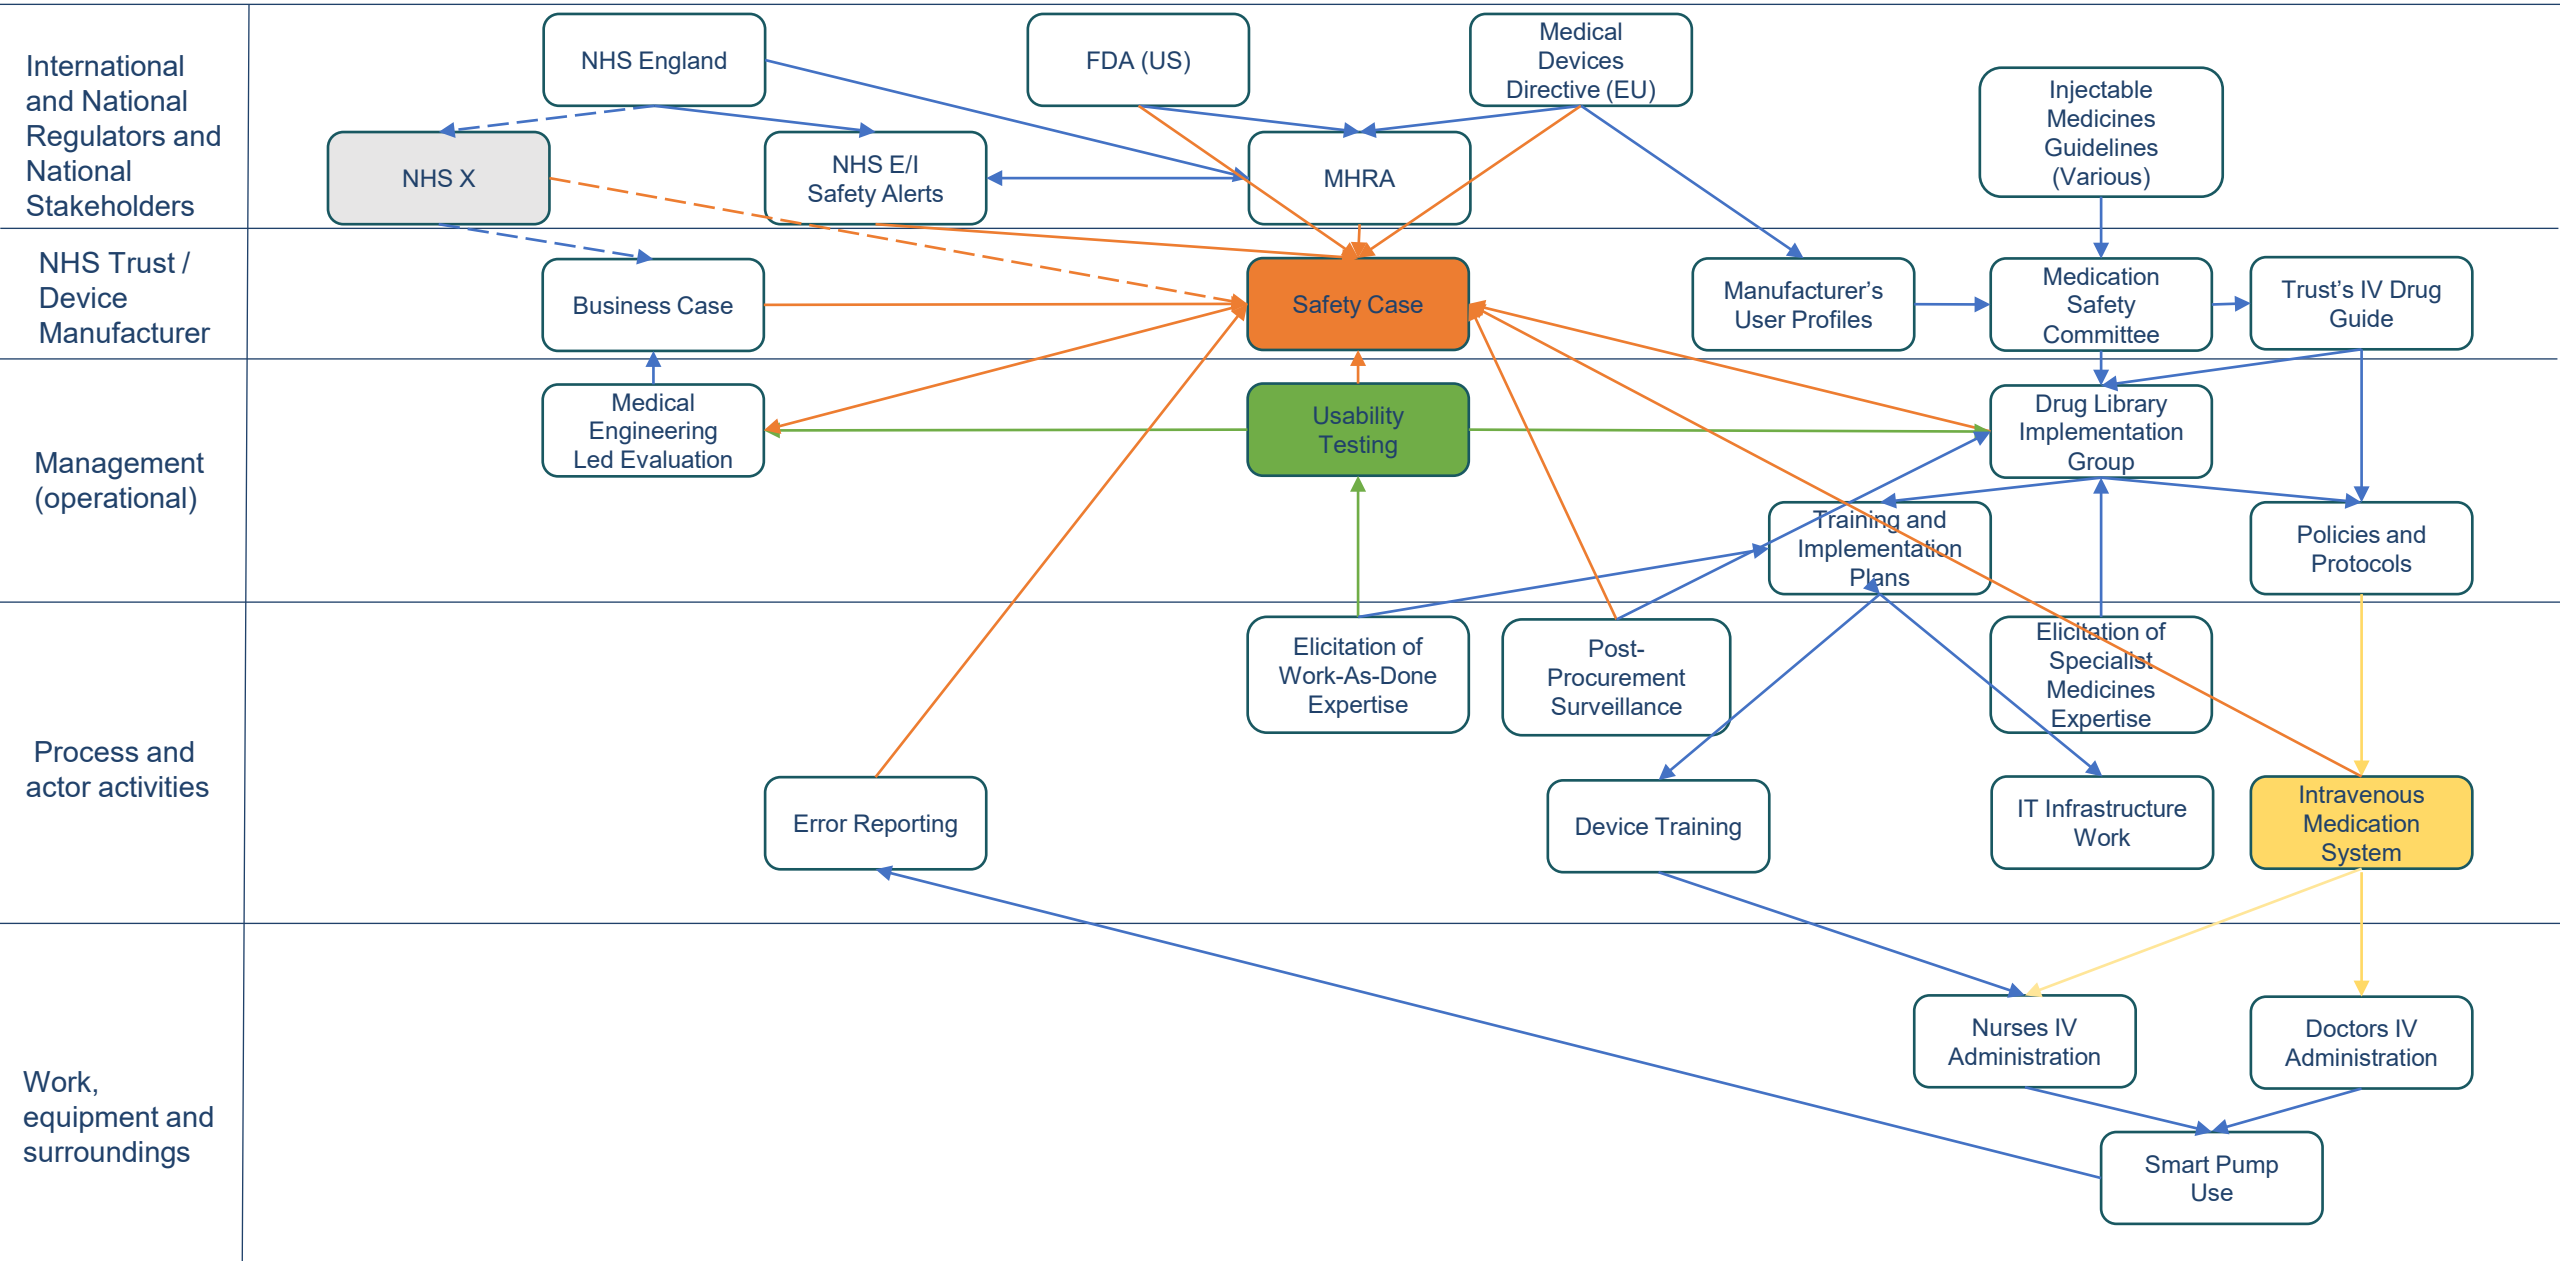 International
and National
Regulators and
National
Stakeholders
NHS England
FDA (US)
Medical
Devices
Directive (EU)
Injectable
Medicines
Guidelines
(Various)
NHS X
NHS E/I
Safety Alerts
MHRA
NHS Trust /
Device
Manufacturer
Business Case
Safety Case
Manufacturer’s
User Profiles
Medication
Safety
Committee
Trust’s IV Drug
Guide
Management
(operational)
Medical
Engineering
Led Evaluation
Usability
Testing
Drug Library
Implementation
Group
Training and
Implementation
Plans
Policies and
Protocols
Process and
actor activities
Elicitation of
Work-As-Done
Expertise
Post-
Procurement
Surveillance
Elicitation of
Specialist
Medicines
Expertise
Error Reporting
Device Training
IT Infrastructure
Work
Intravenous
Medication
System
Work,
equipment and
surroundings
Nurses IV
Administration
Doctors IV
Administration
Smart Pump
Use